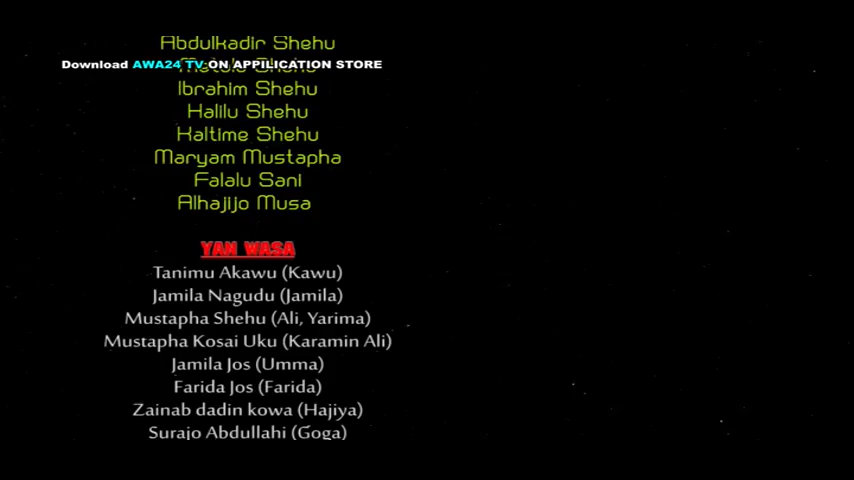 Abdulkadir Shehu
Download AWA24 TV ON APPILICATION STORE
Shehu
Ibrahim Shehu
Halilu Shehu
Haltime Shehu
Maryam Mustapha
Falalu Sani
Alhajijo Musa
YAN WASA
Tanimu Akawu (Kawu)
Jamila Nagudu (Jamila)
Mustapha Shehu (Ali, Yarima)
Mustapha Kosai Uku (Karamin Ali)
Jamila Jos (Umma)
Farida Jos (Farida)
Zainab dadin kowa (Hajiya)
Surajo Abdullahi (Goga)